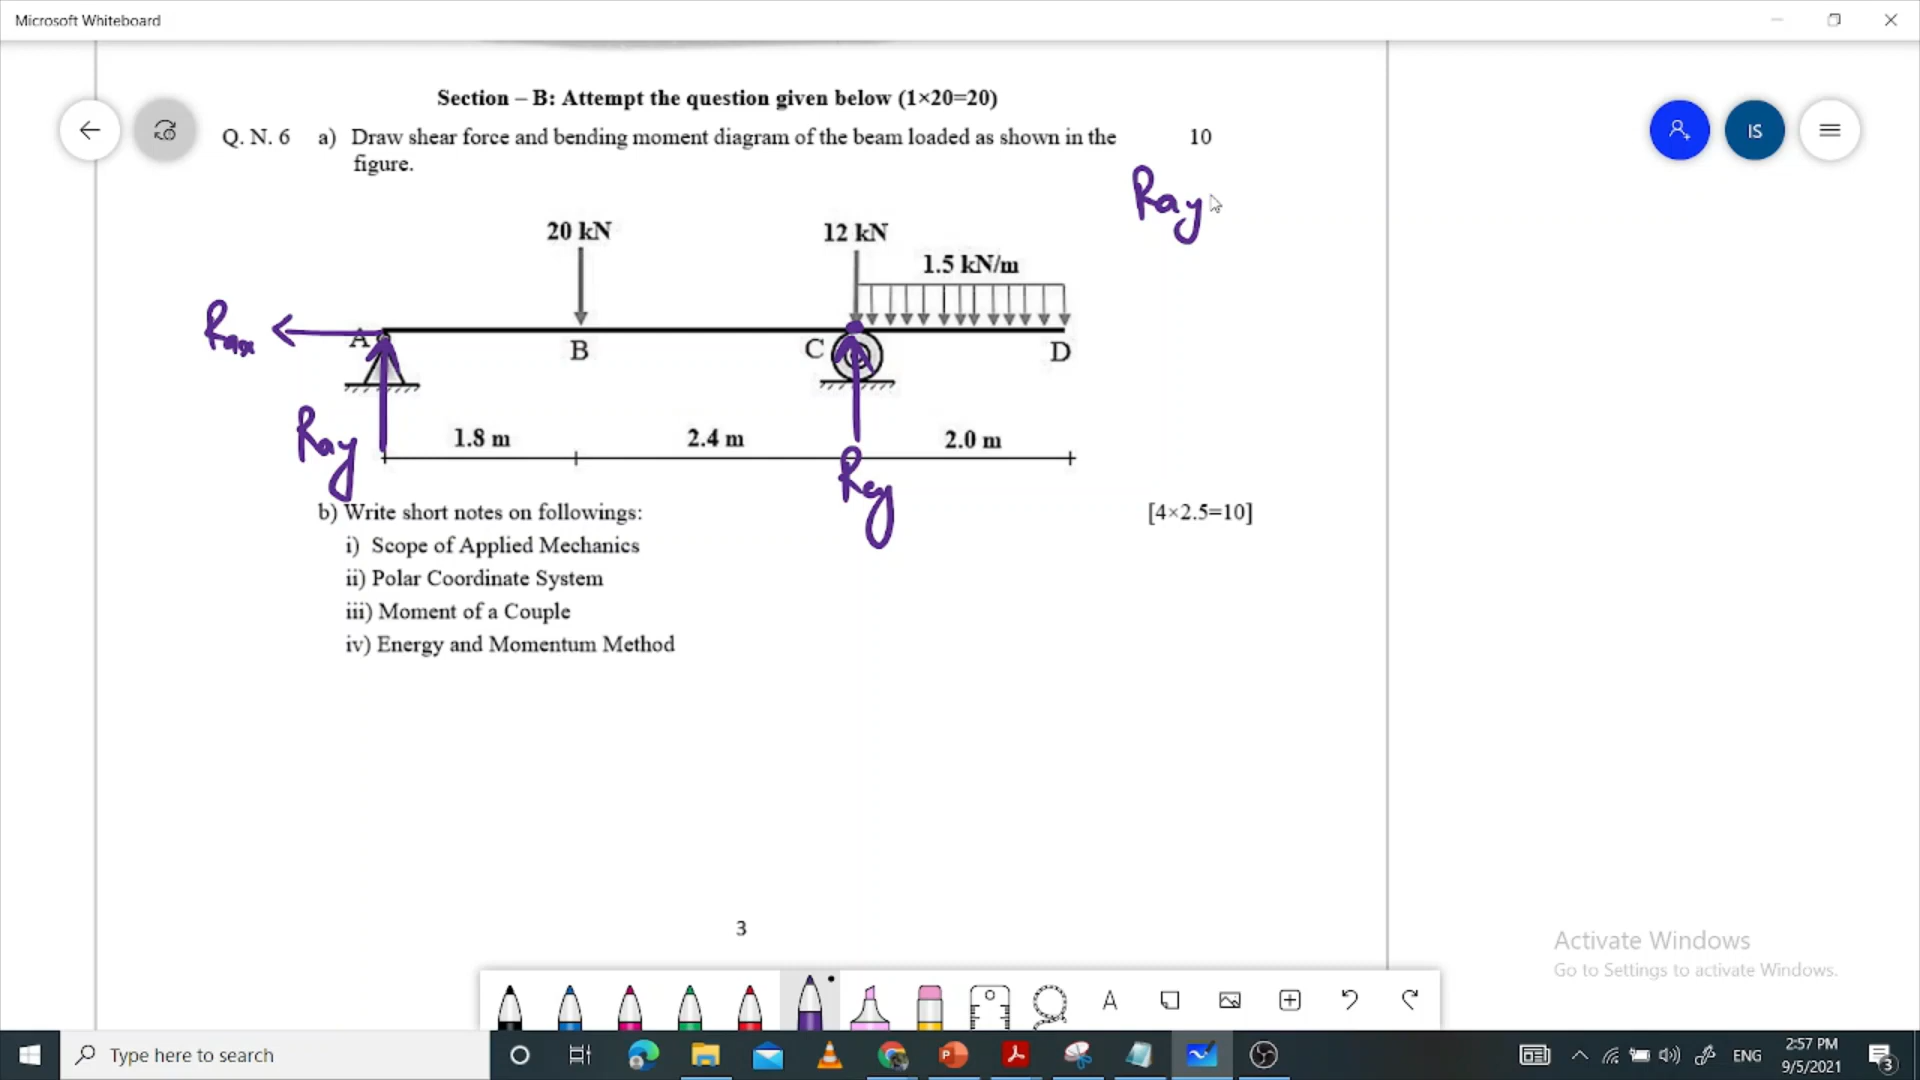 Microsoft Whiteboard
Section – B: Attempt the question given below (1×20=20)
Q. N. 6 a) Draw shear force and bending moment diagram of the beam loaded as shown in the 10
figure.
Ray
IS
20 kN
12 kN
1.5 kN/m
Rax
A
B
C
D
Ray
1.8 m
2.4 m
2.0 m
Rcy
b) Write short notes on followings: [4×2.5=10]
i) Scope of Applied Mechanics
ii) Polar Coordinate System
iii) Moment of a Couple
iv) Energy and Momentum Method
3
Activate Windows
Go to Settings to activate Windows.
A
Type here to search
ENG
2:57 PM
9/5/2021
3